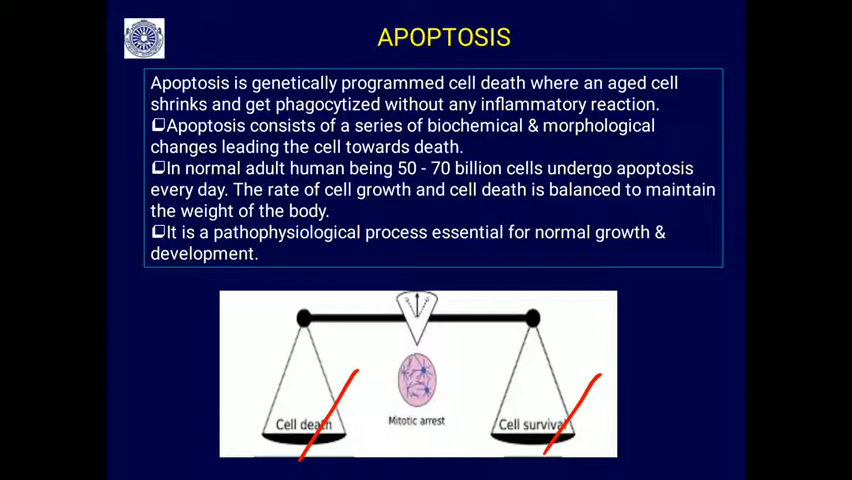 APOPTOSIS
Apoptosis is genetically programmed cell death where an aged cell
shrinks and get phagocytized without any inflammatory reaction.
❑Apoptosis consists of a series of biochemical & morphological
changes leading the cell towards death.
❑In normal adult human being 50 - 70 billion cells undergo apoptosis
every day. The rate of cell growth and cell death is balanced to maintain
the weight of the body.
❑It is a pathophysiological process essential for normal growth &
development.
Cell death
Mitotic arrest
Cell survival